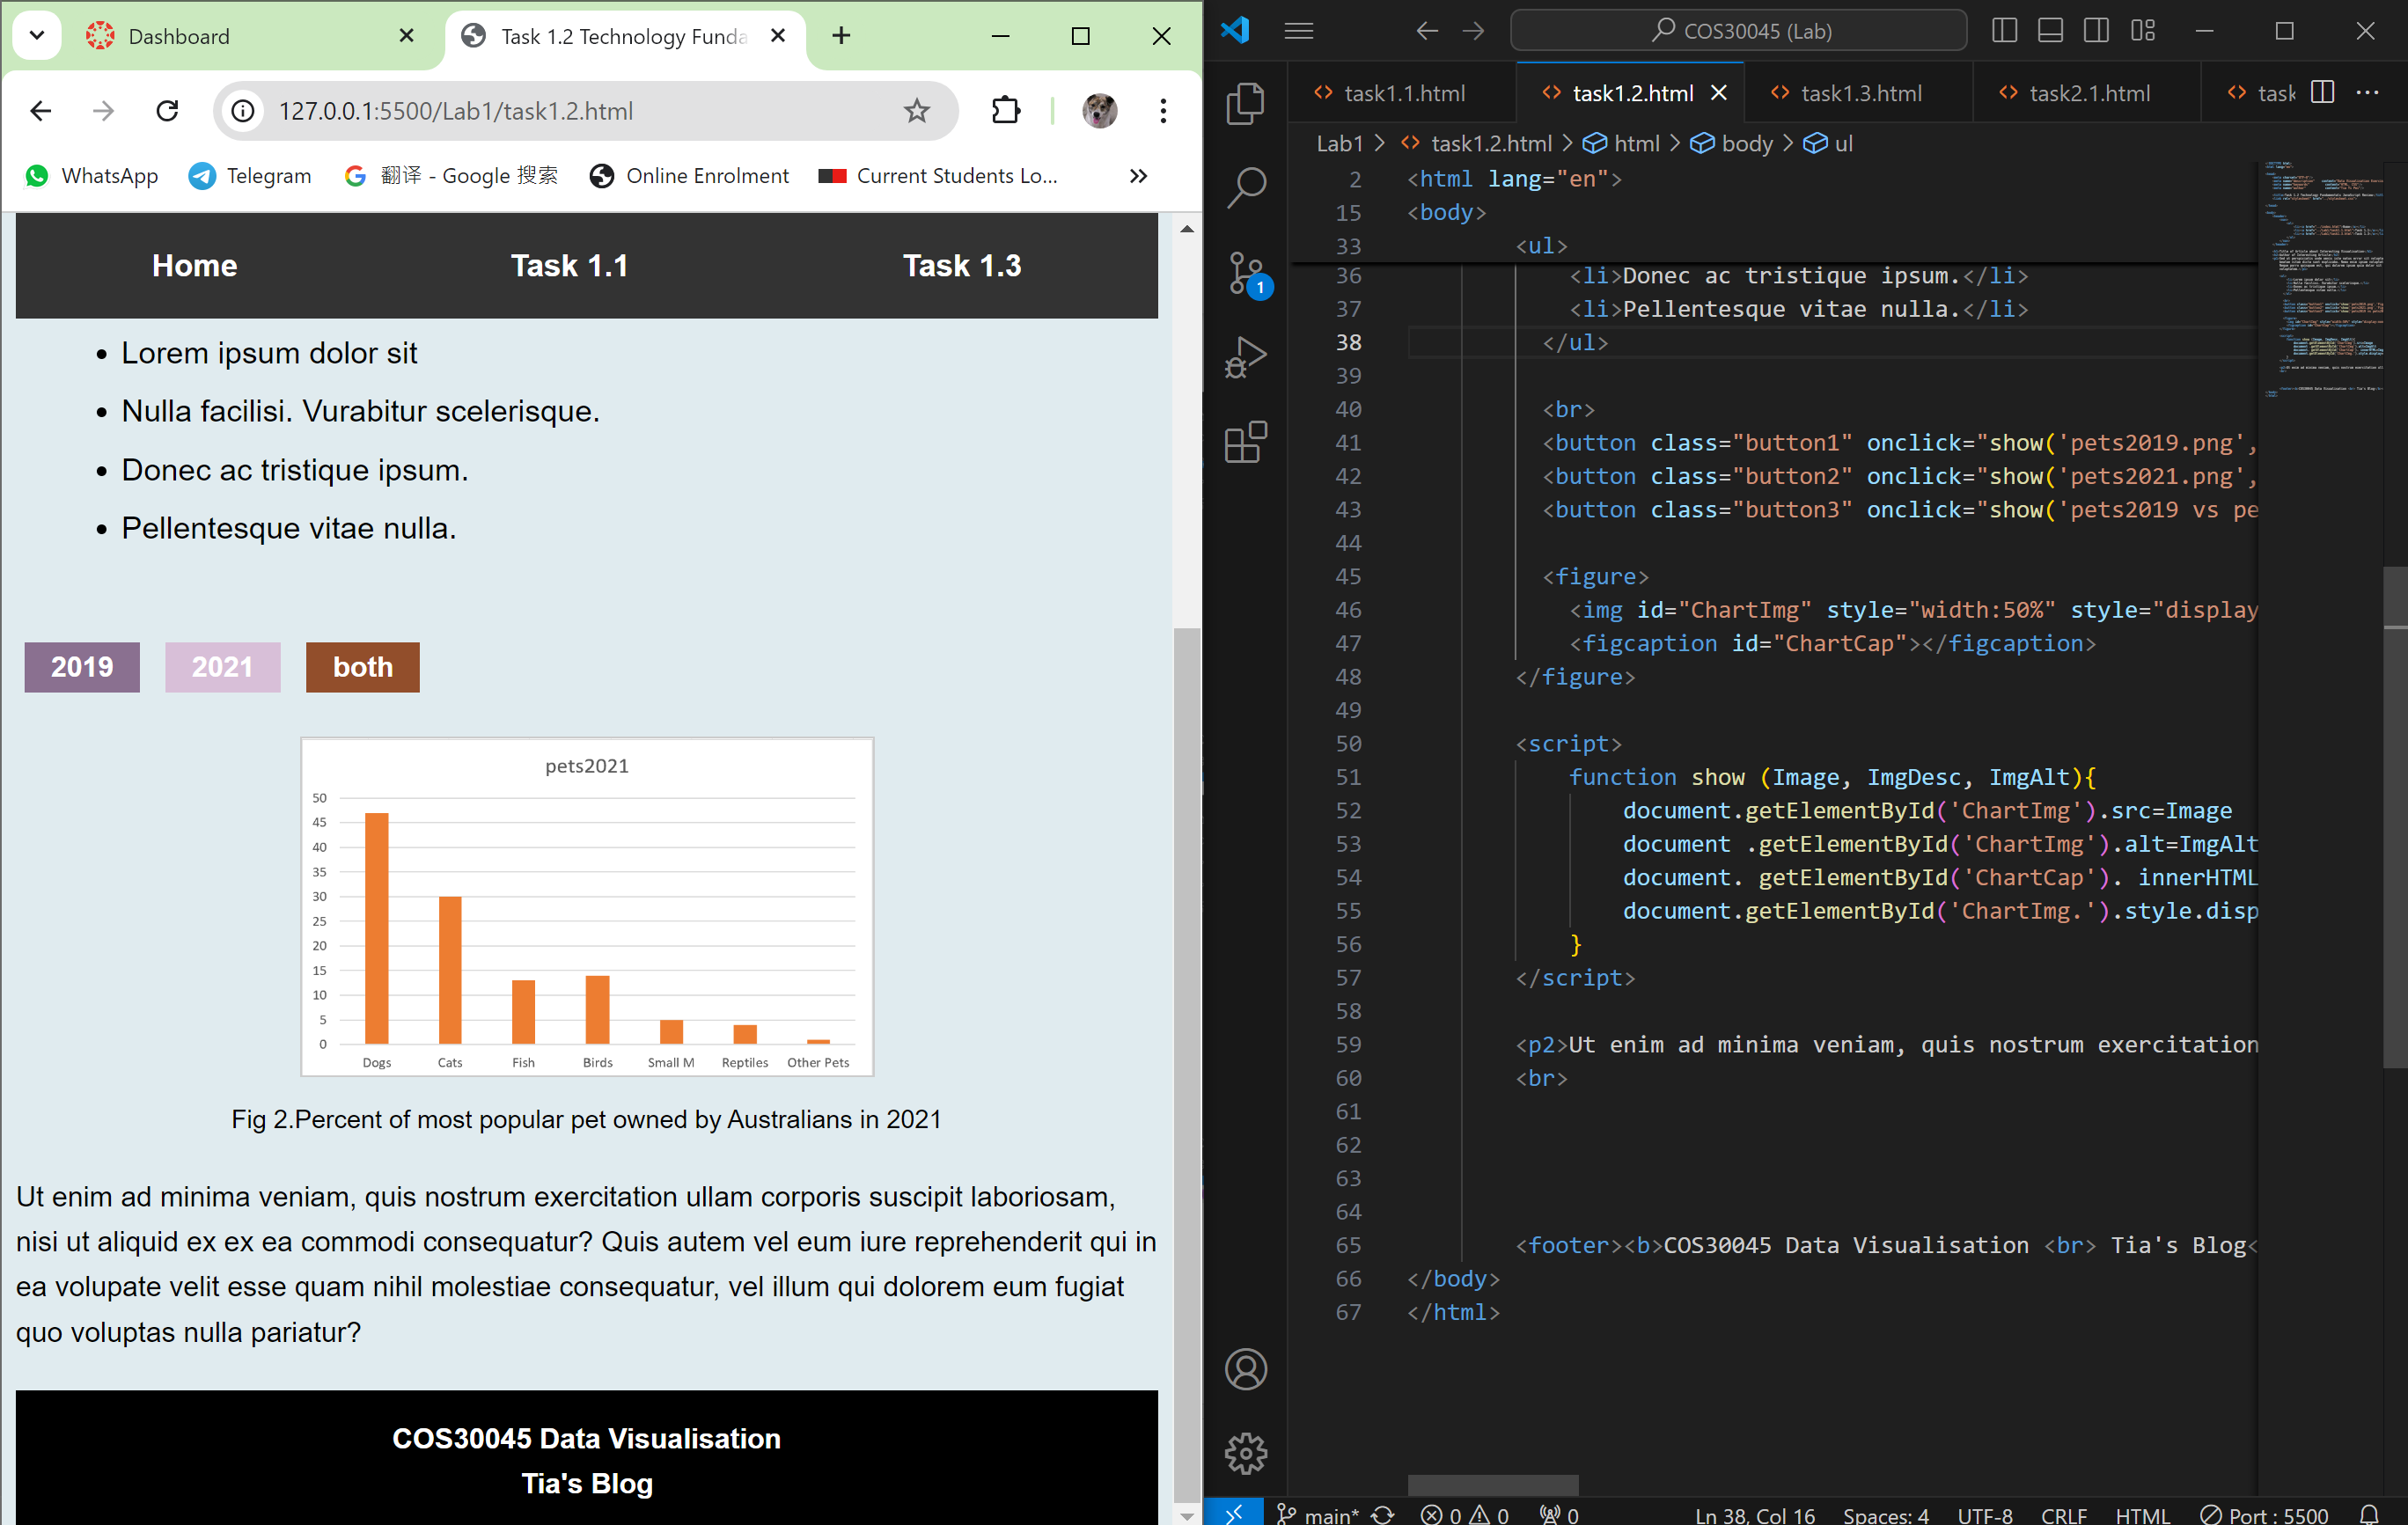 Dashboard
Task 1.2 Technology Funda
127.0.0.1:5500/Lab1/task1.2.html
WhatsApp
Telegram
翻译 - Google 搜索
Online Enrolment
Current Students Lo...
Home
Task 1.1
Task 1.3
Lorem ipsum dolor sit
Nulla facilisi. Vurabitur scelerisque.
Donec ac tristique ipsum.
Pellentesque vitae nulla.
2019
2021
both
pets2021
50
45
40
35
30
25
20
15
10
5
0
Dogs Cats Fish Birds Small M Reptiles Other Pets
Fig 2.Percent of most popular pet owned by Australians in 2021
Ut enim ad minima veniam, quis nostrum exercitation ullam corporis suscipit laboriosam,
nisi ut aliquid ex ex ea commodi consequatur? Quis autem vel eum iure reprehenderit qui in
ea volupate velit esse quam nihil molestiae consequatur, vel illum qui dolorem eum fugiat
quo voluptas nulla pariatur?
COS30045 Data Visualisation
Tia's Blog
COS30045 (Lab)
task1.1.html
task1.2.html
task1.3.html
task2.1.html
task
Lab1 > task1.2.html > html > body > ul
1
2 <html lang="en">
15 <body>
33 <ul>
36 <li>Donec ac tristique ipsum.</li>
37 <li>Pellentesque vitae nulla.</li>
38 </ul>
39
40 <br>
41 <button class="button1" onclick="show('pets2019.png',
42 <button class="button2" onclick="show('pets2021.png',
43 <button class="button3" onclick="show('pets2019 vs pe
44
45 <figure>
46 <img id="ChartImg" style="width:50%" style="display
47 <figcaption id="ChartCap"></figcaption>
48 </figure>
49
50 <script>
51 function show (Image, ImgDesc, ImgAlt){
52 document.getElementById('ChartImg').src=Image
53 document .getElementById('ChartImg').alt=ImgAlt
54 document. getElementById('ChartCap'). innerHTML
55 document.getElementById('ChartImg.').style.disp
56 }
57 </script>
58
59 <p2>Ut enim ad minima veniam, quis nostrum exercitation
60 <br>
61
62
63
64
65 <footer><b>COS30045 Data Visualisation <br> Tia's Blog<
66 </body>
67 </html>
main* 0 0 0 Ln 38, Col 16 Spaces: 4 UTF-8 CRLF HTML Port : 5500